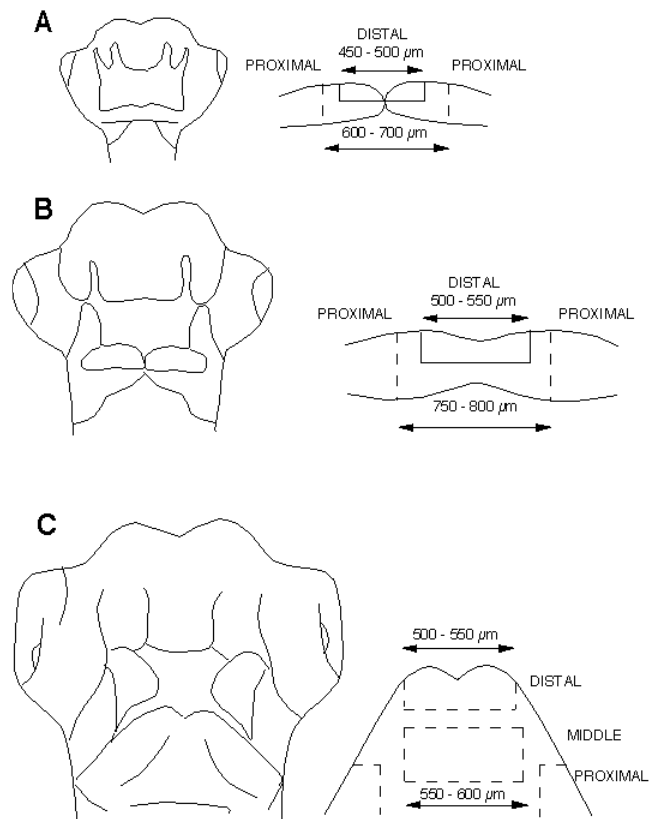 A
DISTAL
450 - 500 µm
PROXIMAL PROXIMAL
600 - 700 µm
B
DISTAL
500 - 550 µm
PROXIMAL PROXIMAL
750 - 800 µm
C
500 - 550 µm
DISTAL
MIDDLE
PROXIMAL
550 - 600 µm